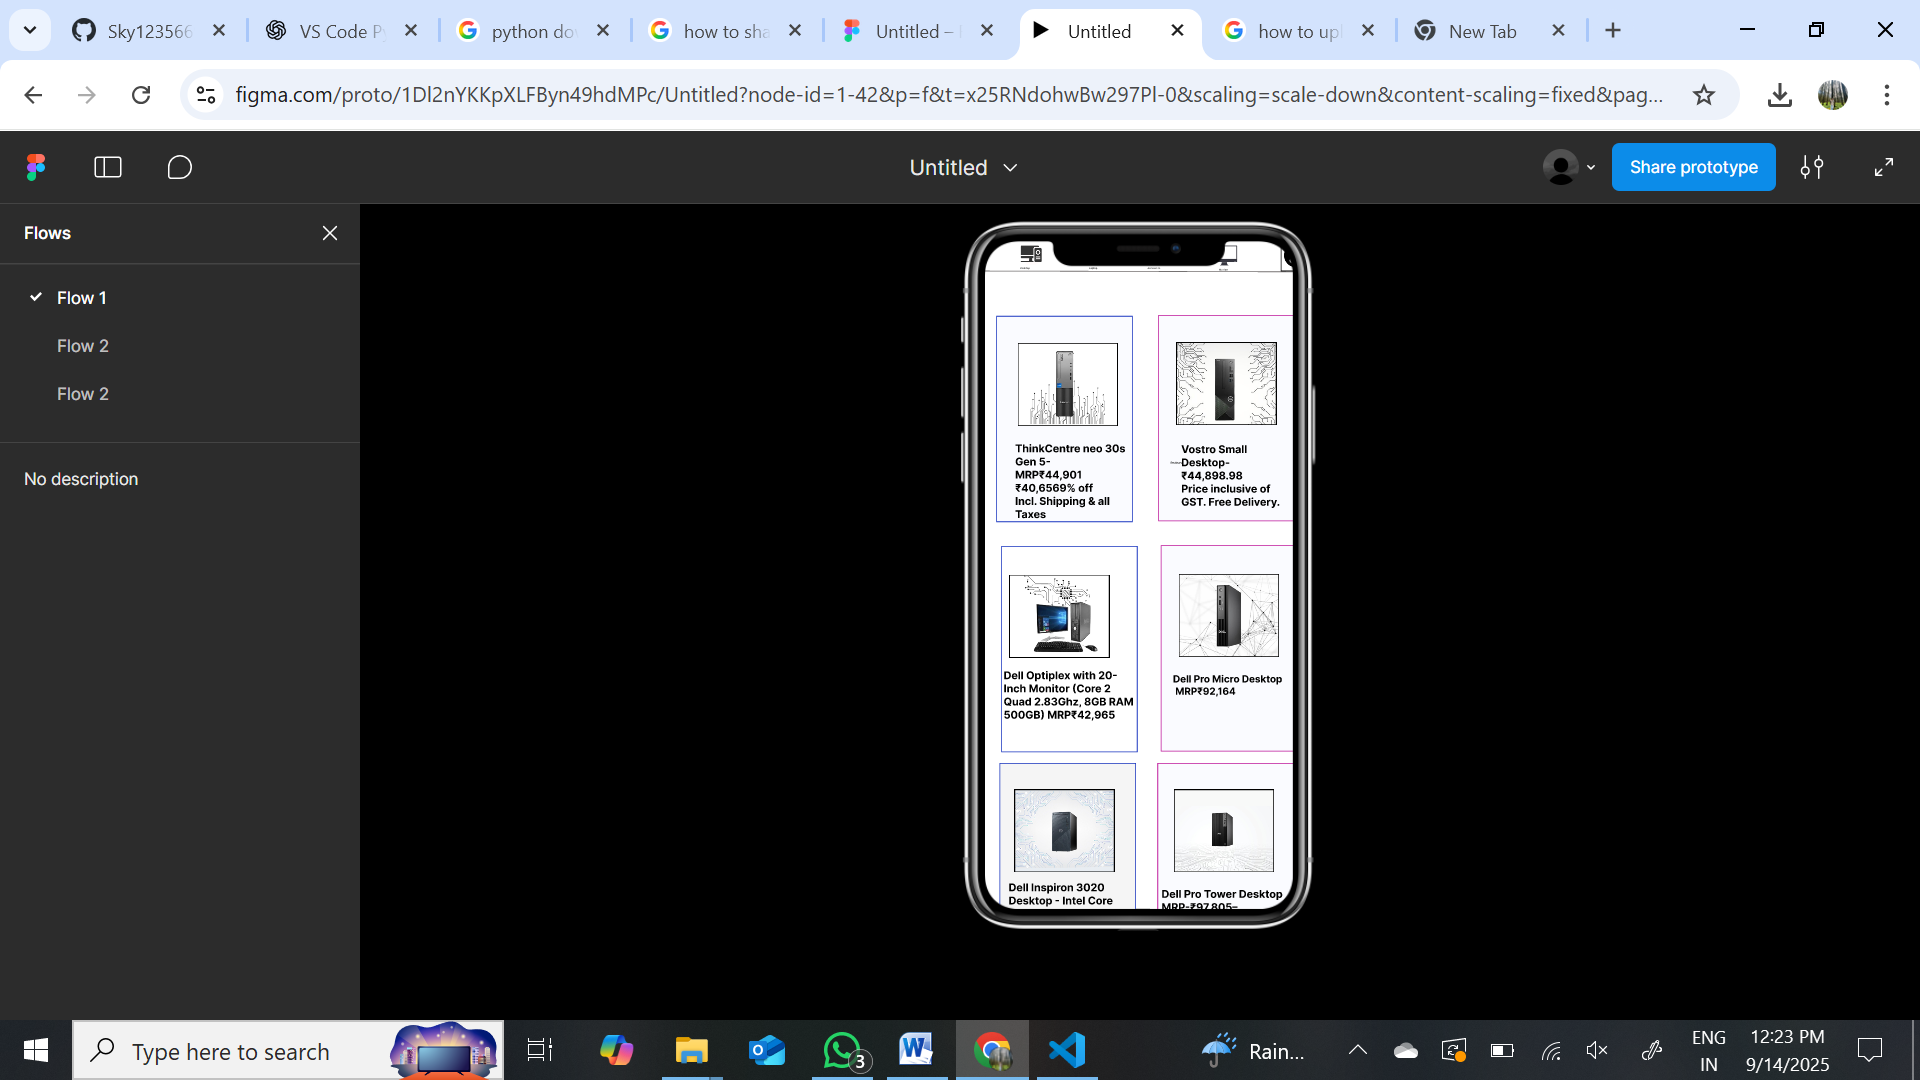 Sky123566
VS Code Py
python dow
how to sha
Untitled –
Untitled
how to upl
New Tab
figma.com/proto/1Dl2nYKKpXLFByn49hdMPc/Untitled?node-id=1-42&p=f&t=x25RNdohwBw297Pl-0&scaling=scale-down&content-scaling=fixed&pag...
Untitled
Share prototype
Flows
Flow 1
Flow 2
Flow 2
No description
ThinkCentre neo 30s
Gen 5-
MRP₹44,901
₹40,6569% off
Incl. Shipping & all
Taxes
Vostro Small
Desktop-
₹44,898.98
Price inclusive of
GST. Free Delivery.
Dell Optiplex with 20-
Inch Monitor (Core 2
Quad 2.83Ghz, 8GB RAM
500GB) MRP₹42,965
Dell Pro Micro Desktop
MRP₹92,164
Dell Inspiron 3020
Desktop - Intel Core
Dell Pro Tower Desktop
MRP-₹97,805–
Type here to search
3
Rain...
ENG
IN
12:23 PM
9/14/2025